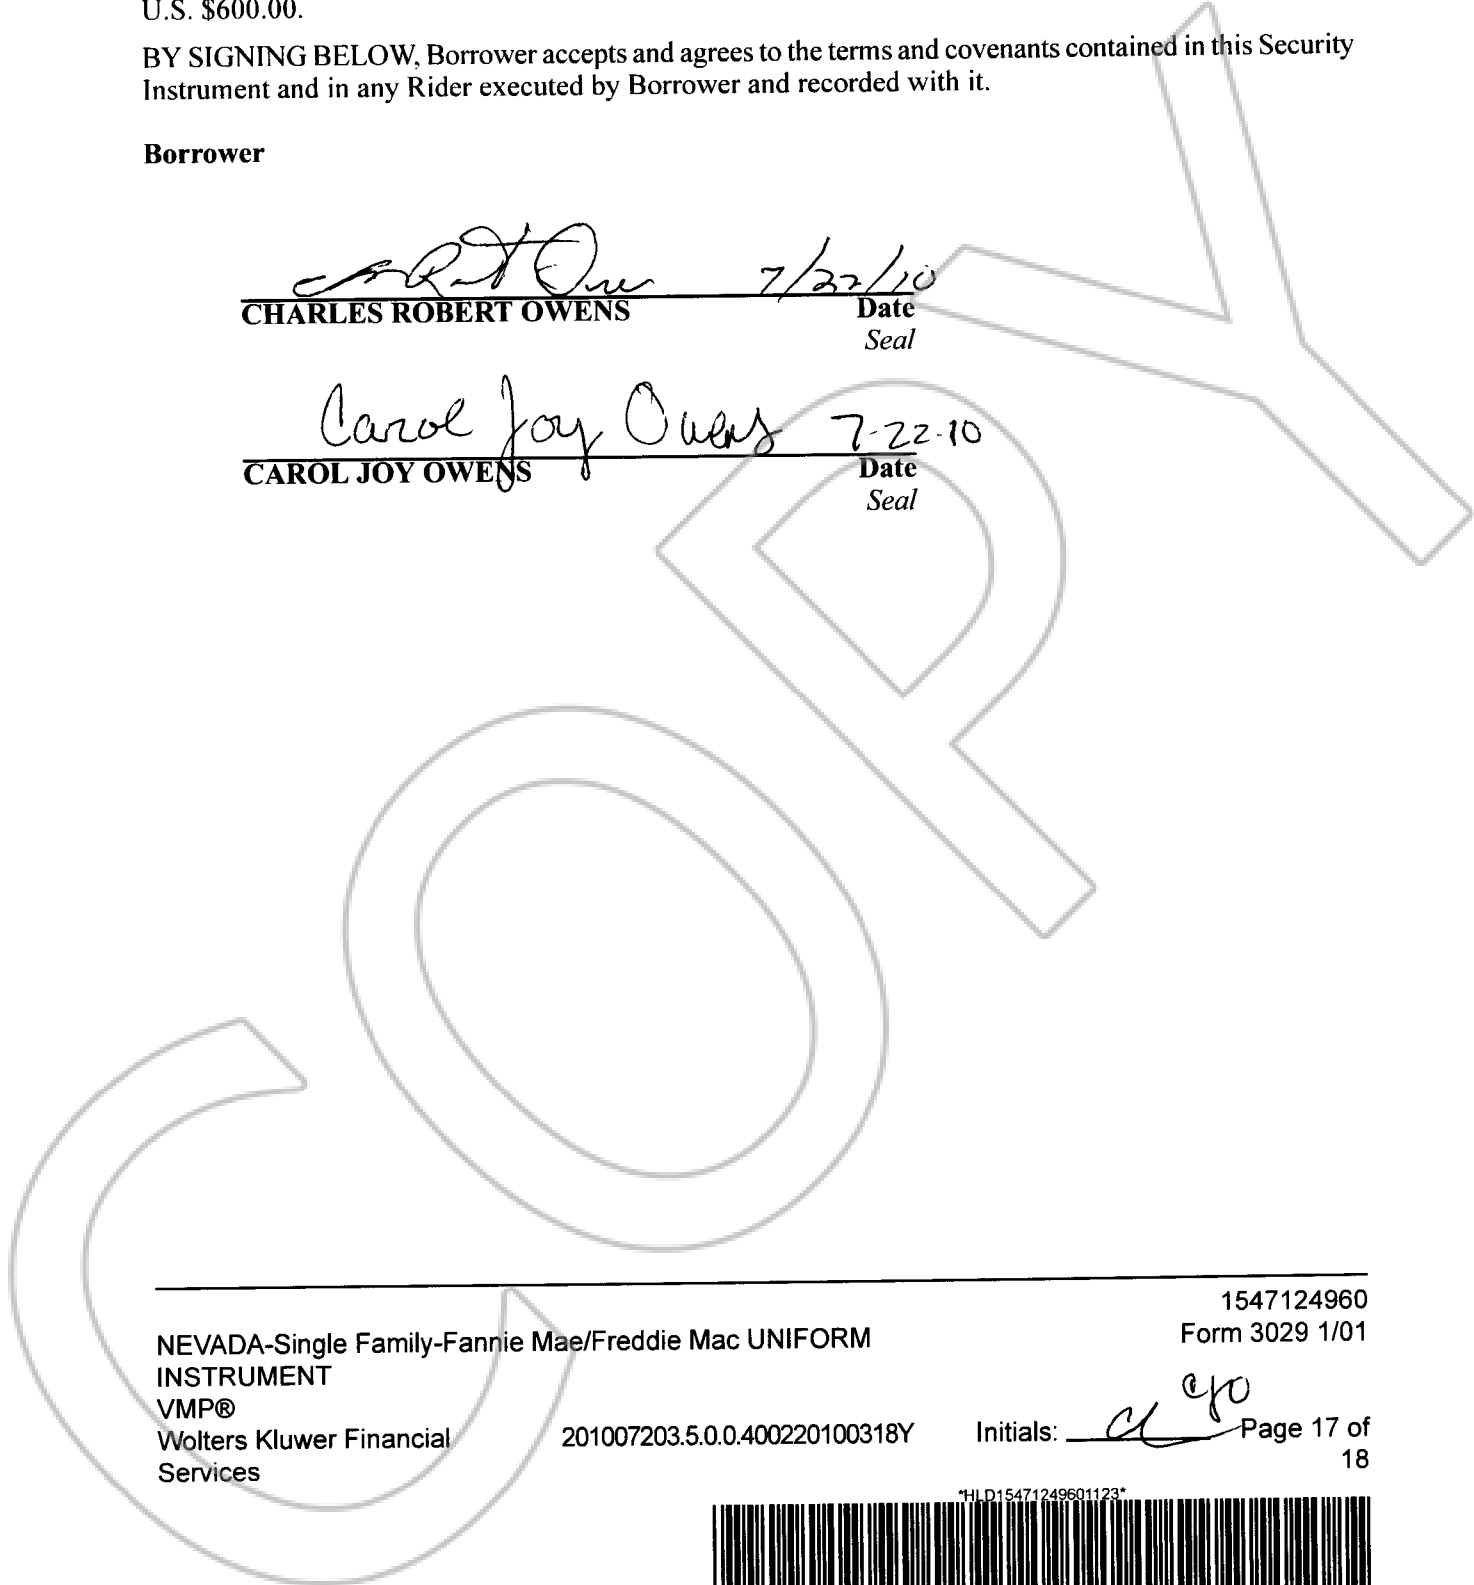 U.S. $600.00.
BY SIGNING BELOW, Borrower accepts and agrees to the terms and covenants contained in this Security
Instrument and in any Rider executed by Borrower and recorded with it.
Borrower
7/22/10
CHARLES ROBERT OWENS Date
Seal
Carol Joy Owens 7-22-10
CAROL JOY OWENS Date
Seal
COPY
1547124960
NEVADA-Single Family-Fannie Mae/Freddie Mac UNIFORM Form 3029 1/01
INSTRUMENT
VMP®
cjo
Wolters Kluwer Financial 201007203.5.0.0.400220100318Y Initials: Page 17 of
Services 18
*HLD15471249601123*